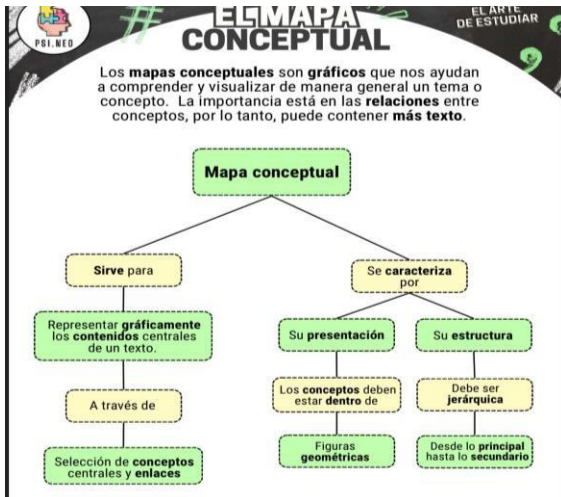 PSI.NEO
EL MAPA
CONCEPTUAL
EL ARTE
DE ESTUDIAR
Los mapas conceptuales son gráficos que nos ayudan
a comprender y visualizar de manera general un tema o
concepto. La importancia está en las relaciones entre
conceptos, por lo tanto, puede contener más texto.
Mapa conceptual
Sirve para
Se caracteriza
por
Representar gráficamente
los contenidos centrales
de un texto.
Su presentación
Su estructura
A través de
Los conceptos deben
estar dentro de
Debe ser
jerárquica
Selección de conceptos
centrales y enlaces
Figuras
geométricas
Desde lo principal
hasta lo secundario